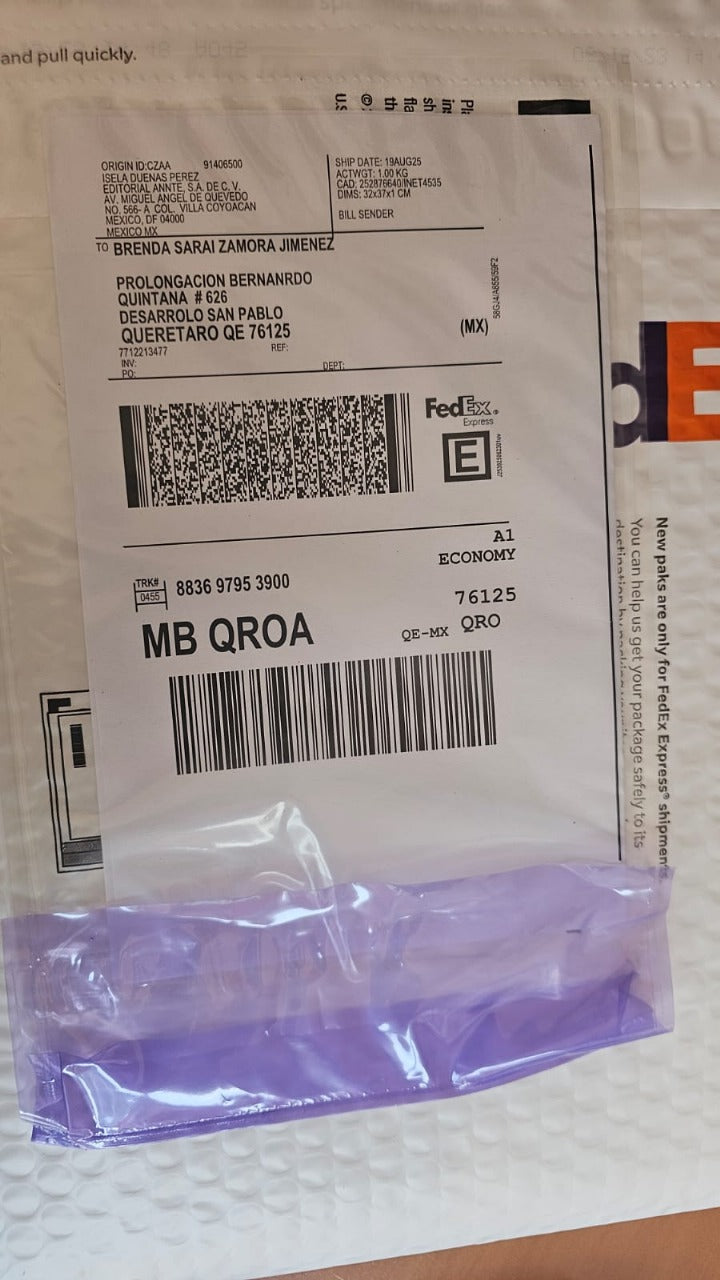 and pull quickly.
ORIGIN ID:CZAA 91406500
ISELA DUENAS PEREZ
EDITORIAL ANNTE, S.A. DE C. V.
AV. MIGUEL ANGEL DE QUEVEDO
NO. 566- A COL. VILLA COYOACAN
MEXICO, DF 04000
MEXICO MX
SHIP DATE: 19AUG25
ACTWGT: 1.00 KG
CAD: 252876640/INET4535
DIMS: 32x37x1 CM
BILL SENDER
TO BRENDA SARAI ZAMORA JIMENEZ
PROLONGACION BERNANRDO
QUINTANA # 626
DESARROLO SAN PABLO
QUERETARO QE 76125
(MX)
7712213477
REF:
INV:
PO:
DEPT:
FedEx
Express
E
A1
ECONOMY
TRK#
0455
8836 9795 3900
76125
MB QROA
QE-MX QRO
d E
New paks are only for FedEx Express® shipments.
You can help us get your package safely to its